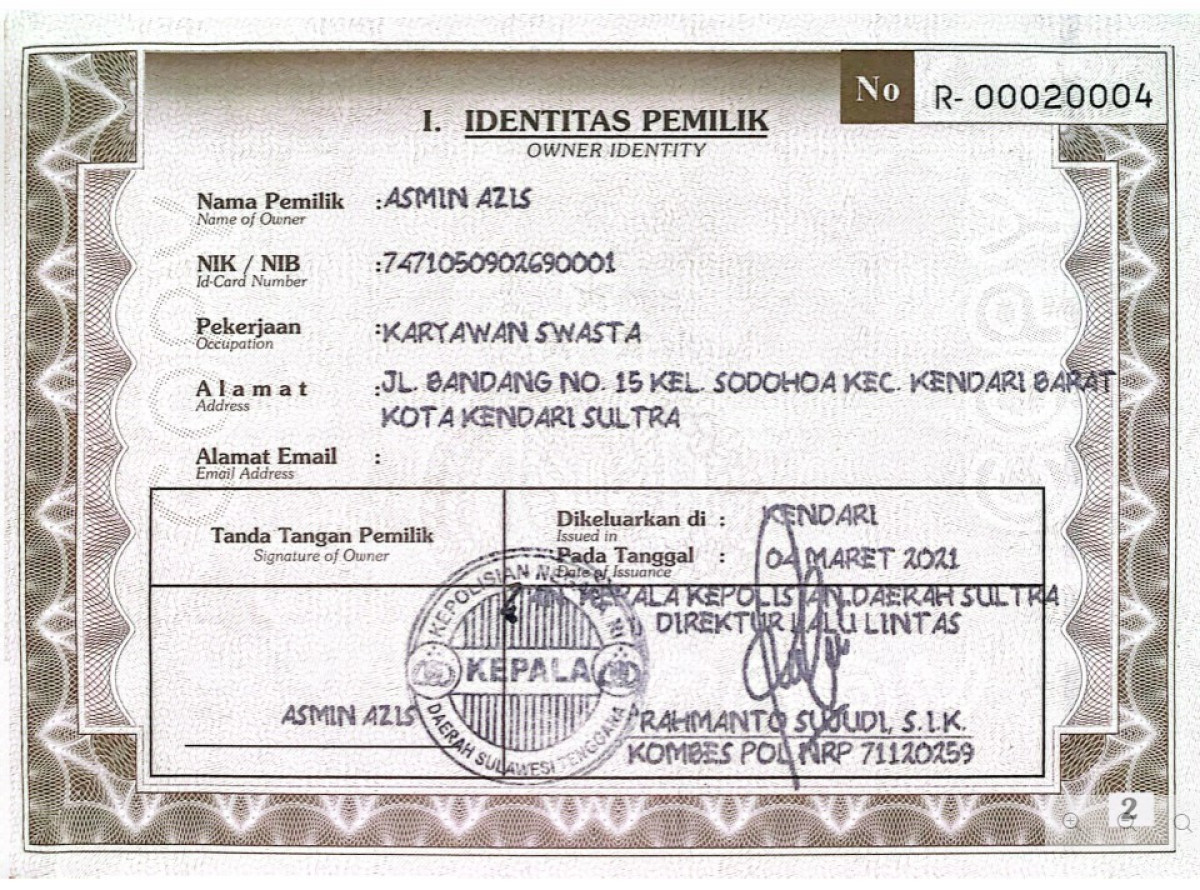 No R- 00020004
I. IDENTITAS PEMILIK
OWNER IDENTITY
Nama Pemilik : ASMIN AZIS
Name of Owner
NIK / NIB : 7471050902690001
Id-Card Number
Pekerjaan : KARYAWAN SWASTA
Occupation
Alamat : JL. BANDANG NO. 15 KEL. SODOHOA KEC. KENDARI BARAT
Address
KOTA KENDARI SULTRA
Alamat Email :
Email Address
Tanda Tangan Pemilik
Signature of Owner
Dikeluarkan di : KENDARI
Issued in
Pada Tanggal : 04 MARET 2021
Date of Issuance
KEPALA KEPOLISIAN DAERAH SULTRA
DIREKTUR LALU LINTAS
KEPOLISIAN
KEPALA
DAERAH SULAWESI TENGGARA
ASMIN AZIS
RAHMANTO SUJUDI, S.I.K.
KOMBES POL NRP 71120259
2
COPY